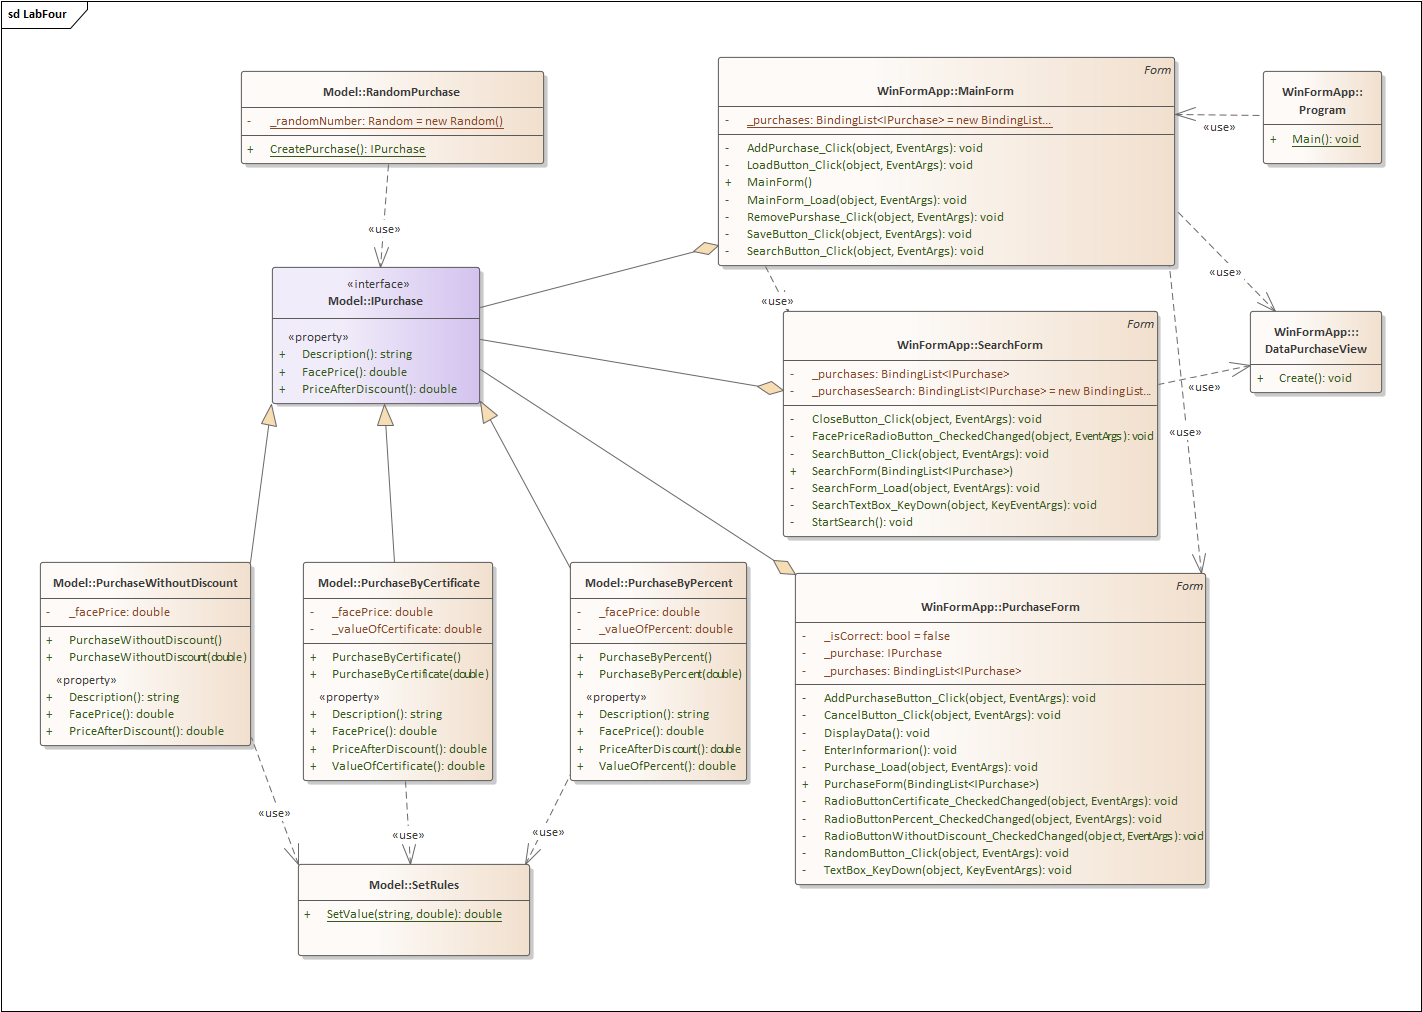 sd LabFour
Model::RandomPurchase
- _randomNumber: Random = new Random()
+ CreatePurchase(): IPurchase
«use»
Form
WinFormApp::MainForm
- _purchases: BindingList<IPurchase> = new BindingList...
- AddPurchase_Click(object, EventArgs): void
- LoadButton_Click(object, EventArgs): void
+ MainForm()
- MainForm_Load(object, EventArgs): void
- RemovePurshase_Click(object, EventArgs): void
- SaveButton_Click(object, EventArgs): void
- SearchButton_Click(object, EventArgs): void
«use»
WinFormApp::
Program
+ Main(): void
«use»
«use»
«interface»
Model::IPurchase
«property»
+ Description(): string
+ FacePrice(): double
+ PriceAfterDiscount(): double
Form
WinFormApp::SearchForm
- _purchases: BindingList<IPurchase>
- _purchasesSearch: BindingList<IPurchase> = new BindingList...
- CloseButton_Click(object, EventArgs): void
- FacePriceRadioButton_CheckedChanged(object, EventArgs): void
- SearchButton_Click(object, EventArgs): void
+ SearchForm(BindingList<IPurchase>)
- SearchForm_Load(object, EventArgs): void
- SearchTextBox_KeyDown(object, KeyEventArgs): void
- StartSearch(): void
WinFormApp:::
DataPurchaseView
+ Create(): void
«use»
«use»
Model::PurchaseWithoutDiscount
- _facePrice: double
+ PurchaseWithoutDiscount()
+ PurchaseWithoutDiscount(double)
«property»
+ Description(): string
+ FacePrice(): double
+ PriceAfterDiscount(): double
Model::PurchaseByCertificate
- _facePrice: double
- _valueOfCertificate: double
+ PurchaseByCertificate()
+ PurchaseByCertificate(double)
«property»
+ Description(): string
+ FacePrice(): double
+ PriceAfterDiscount(): double
+ ValueOfCertificate(): double
Model::PurchaseByPercent
- _facePrice: double
- _valueOfPercent: double
+ PurchaseByPercent()
+ PurchaseByPercent(double)
«property»
+ Description(): string
+ FacePrice(): double
+ PriceAfterDiscount(): double
+ ValueOfPercent(): double
Form
WinFormApp::PurchaseForm
- _isCorrect: bool = false
- _purchase: IPurchase
- _purchases: BindingList<IPurchase>
- AddPurchaseButton_Click(object, EventArgs): void
- CancelButton_Click(object, EventArgs): void
- DisplayData(): void
- EnterInformarion(): void
- Purchase_Load(object, EventArgs): void
+ PurchaseForm(BindingList<IPurchase>)
- RadioButtonCertificate_CheckedChanged(object, EventArgs): void
- RadioButtonPercent_CheckedChanged(object, EventArgs): void
- RadioButtonWithoutDiscount_CheckedChanged(object, EventArgs): void
- RandomButton_Click(object, EventArgs): void
- TextBox_KeyDown(object, KeyEventArgs): void
«use»
«use»
«use»
Model::SetRules
+ SetValue(string, double): double